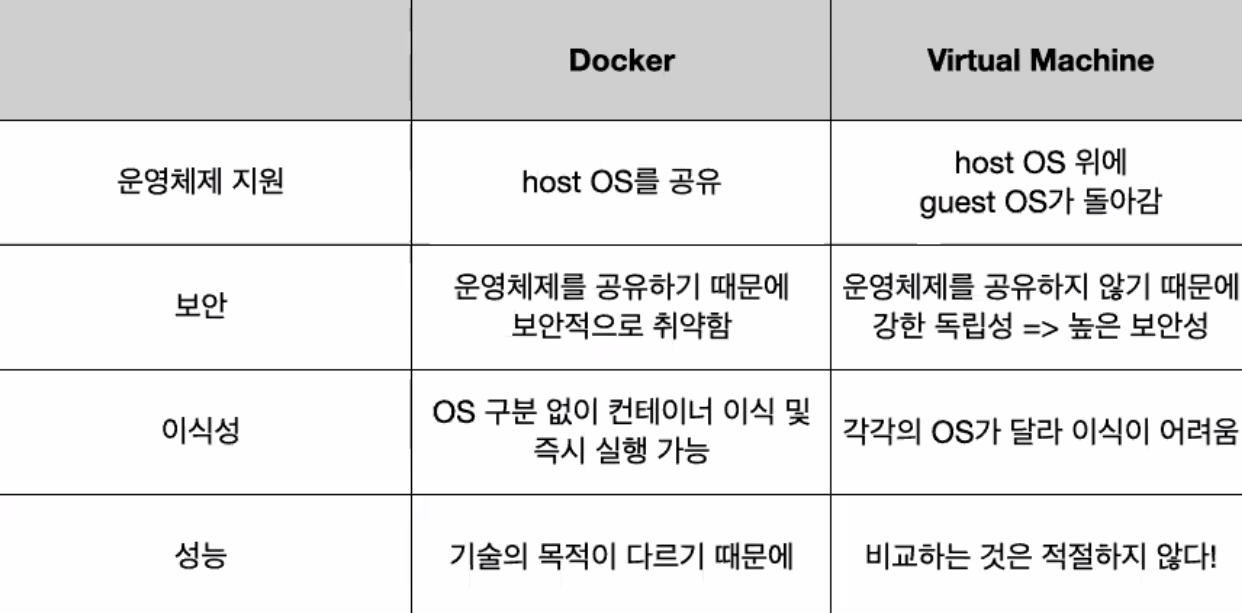 Docker
Virtual Machine
운영체제 지원
host OS를 공유
host OS 위에
guest OS가 돌아감
보안
운영체제를 공유하기 때문에
보안적으로 취약함
운영체제를 공유하지 않기 때문에
강한 독립성 => 높은 보안성
이식성
OS 구분 없이 컨테이너 이식 및
즉시 실행 가능
각각의 OS가 달라 이식이 어려움
성능
기술의 목적이 다르기 때문에
비교하는 것은 적절하지 않다!